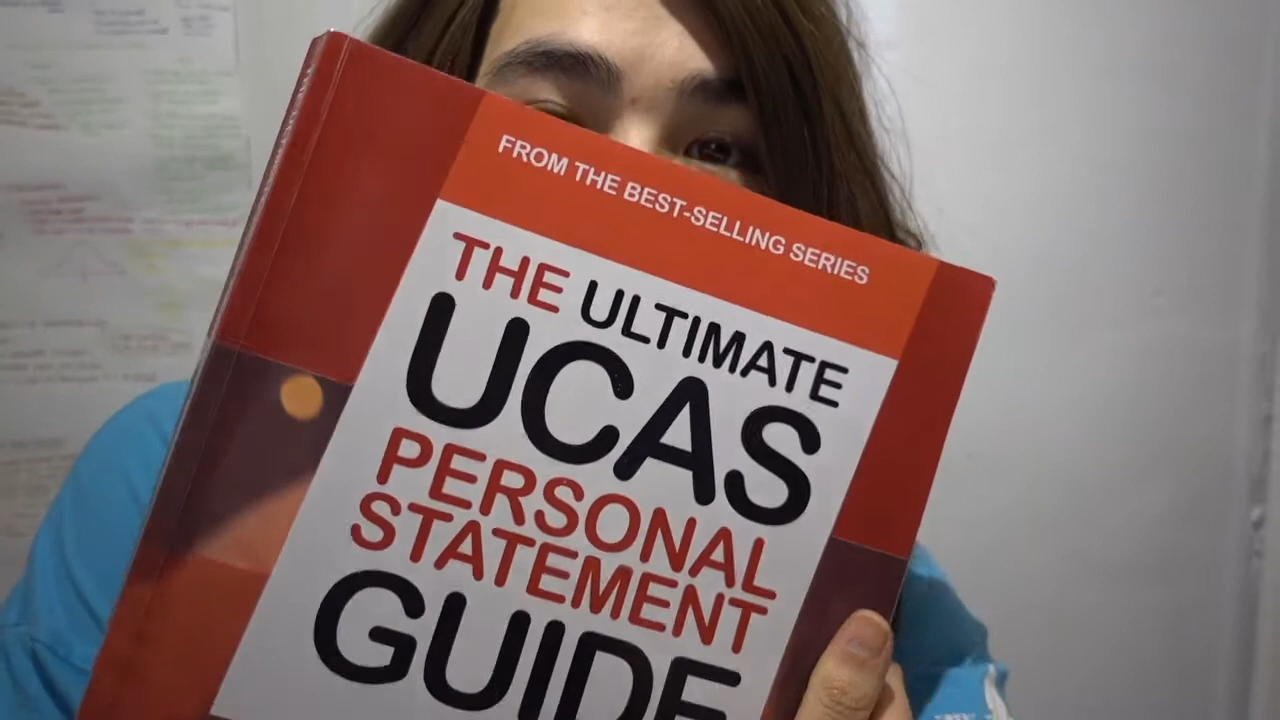 FROM THE BEST-SELLING SERIES
THE ULTIMATE
UCAS
PERSONAL
STATEMENT
GUIDE